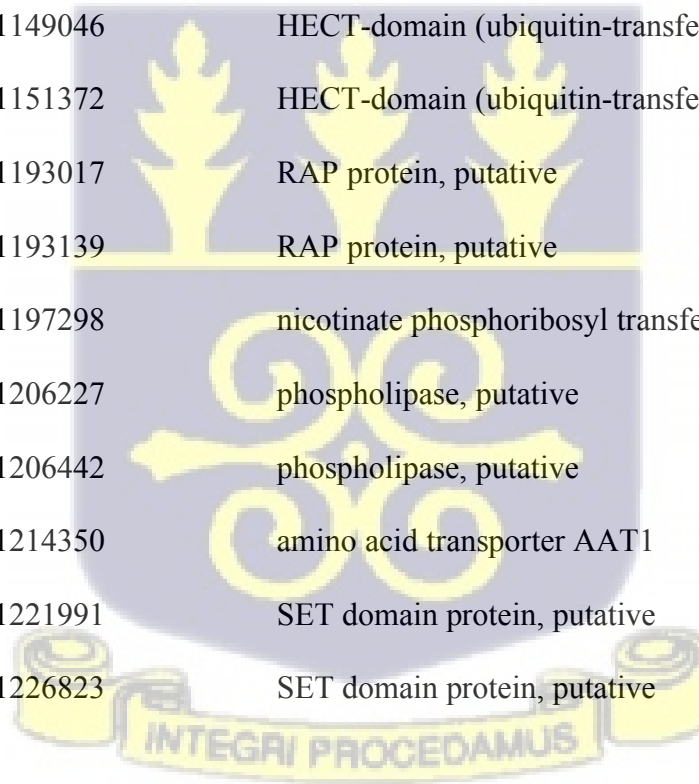 1149046 HECT-domain (ubiquitin-transfe
1151372 HECT-domain (ubiquitin-transfe
1193017 RAP protein, putative
1193139 RAP protein, putative
1197298 nicotinate phosphoribosyl transfe
1206227 phospholipase, putative
1206442 phospholipase, putative
1214350 amino acid transporter AAT1
1221991 SET domain protein, putative
1226823 SET domain protein, putative
INTEGRI PROCEDAMUS